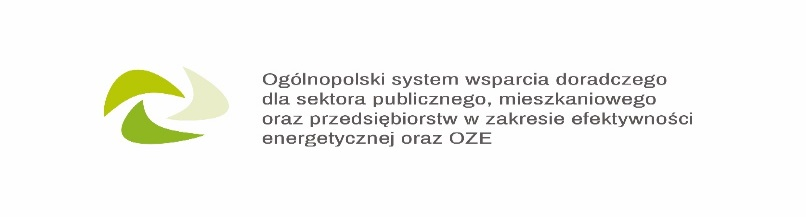 Ogólnopolski system wsparcia doradczego
dla sektora publicznego, mieszkaniowego
oraz przedsiębiorstw w zakresie efektywności
energetycznej oraz OZE